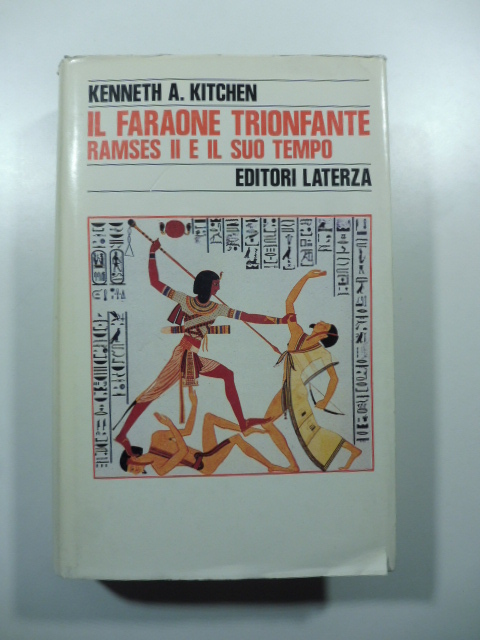 KENNETH A. KITCHEN
IL FARAONE TRIONFANTE
RAMSES II E IL SUO TEMPO
EDITORI LATERZA